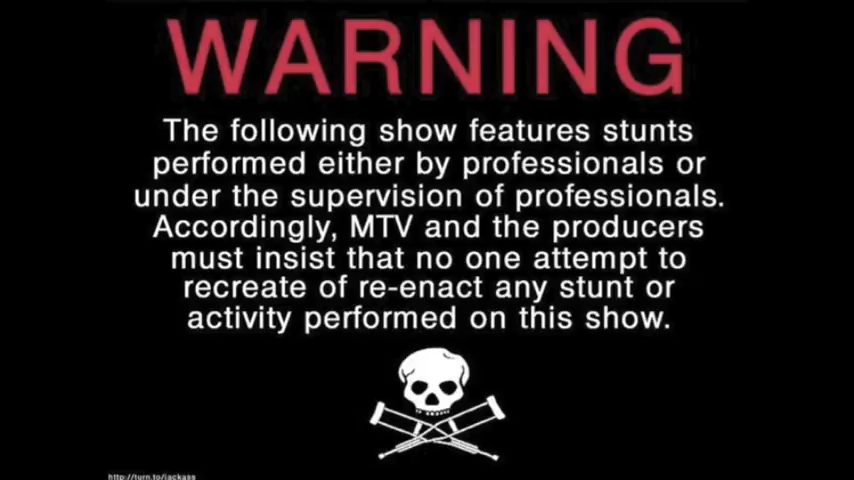 WARNING
The following show features stunts
performed either by professionals or
under the supervision of professionals.
Accordingly, MTV and the producers
must insist that no one attempt to
recreate of re-enact any stunt or
activity performed on this show.
http://turn.to/jackass